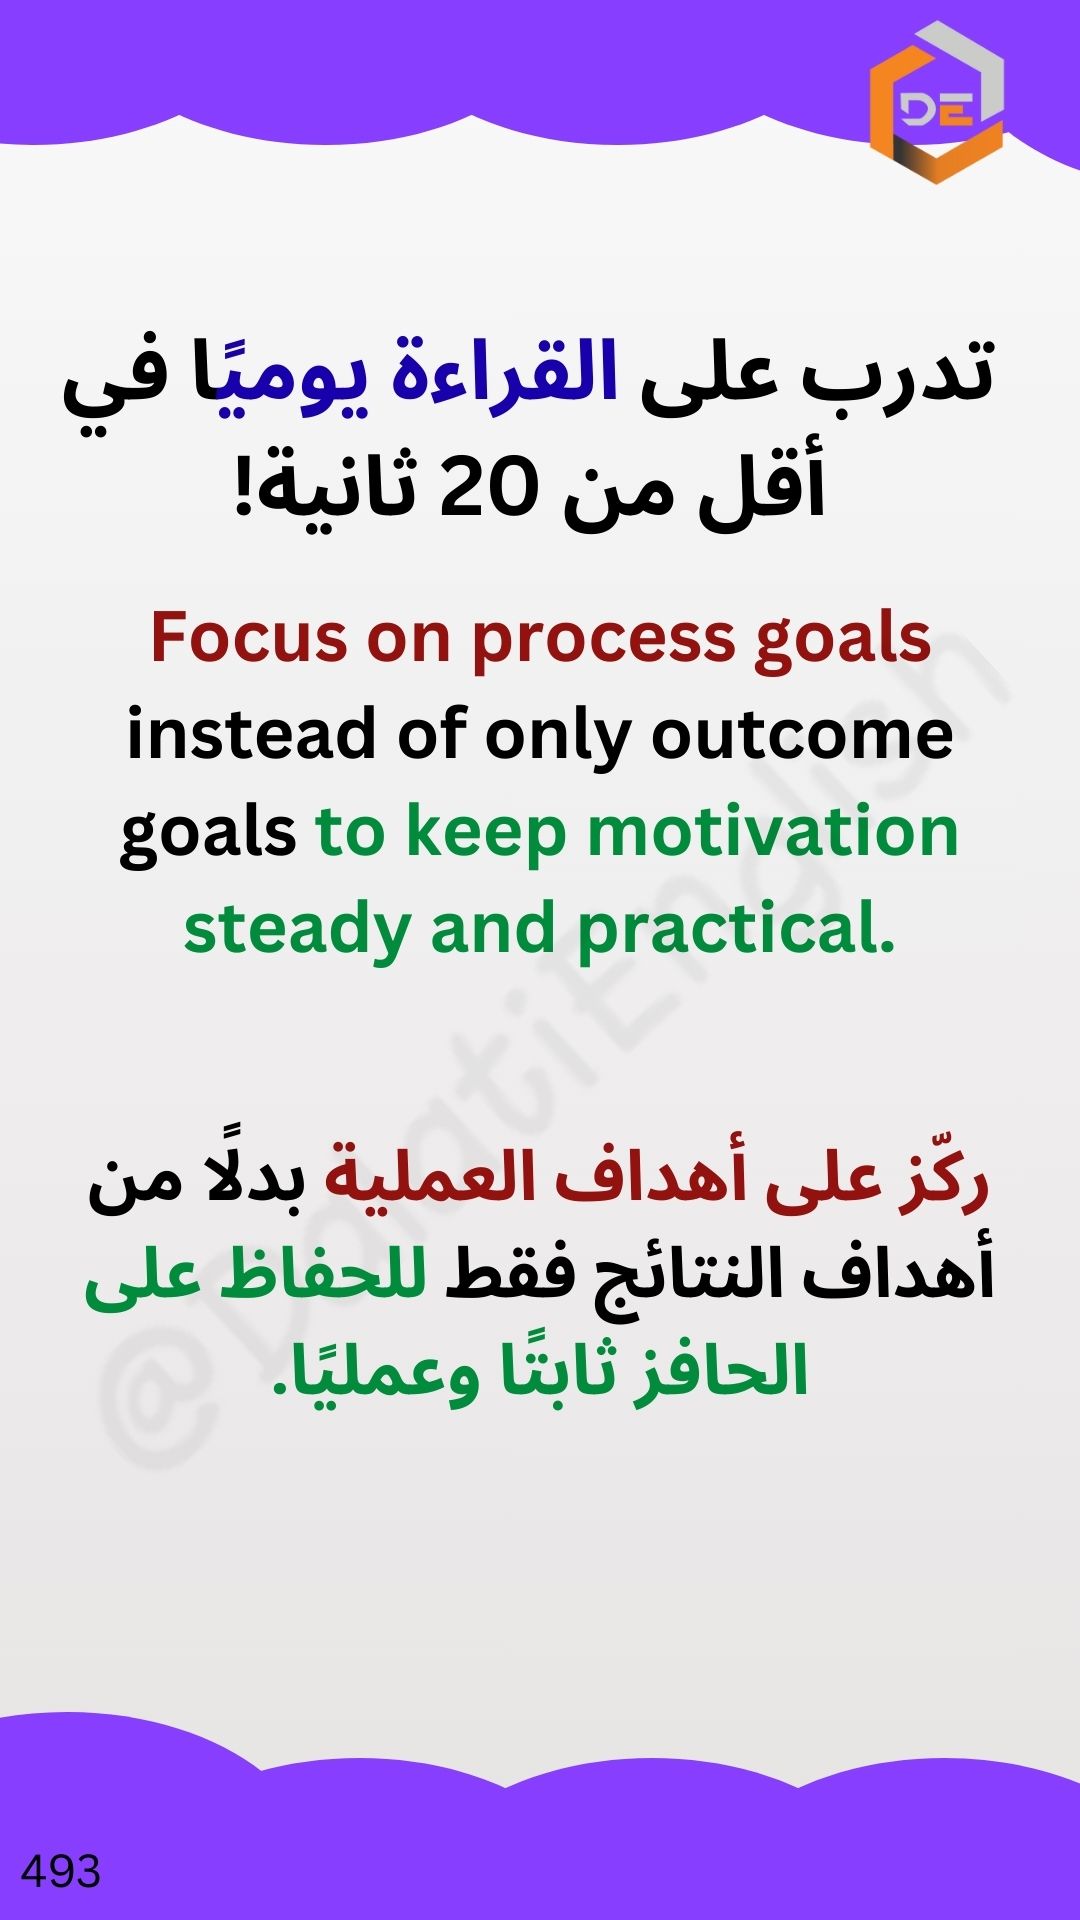 DE
تدرب على القراءة يوميًا في
أقل من 20 ثانية!
Focus on process goals
instead of only outcome
goals to keep motivation
steady and practical.
@DalatiEnglish
ركّز على أهداف العملية بدلًا من
أهداف النتائج فقط للحفاظ على
الحافز ثابتًا وعمليًا.
493